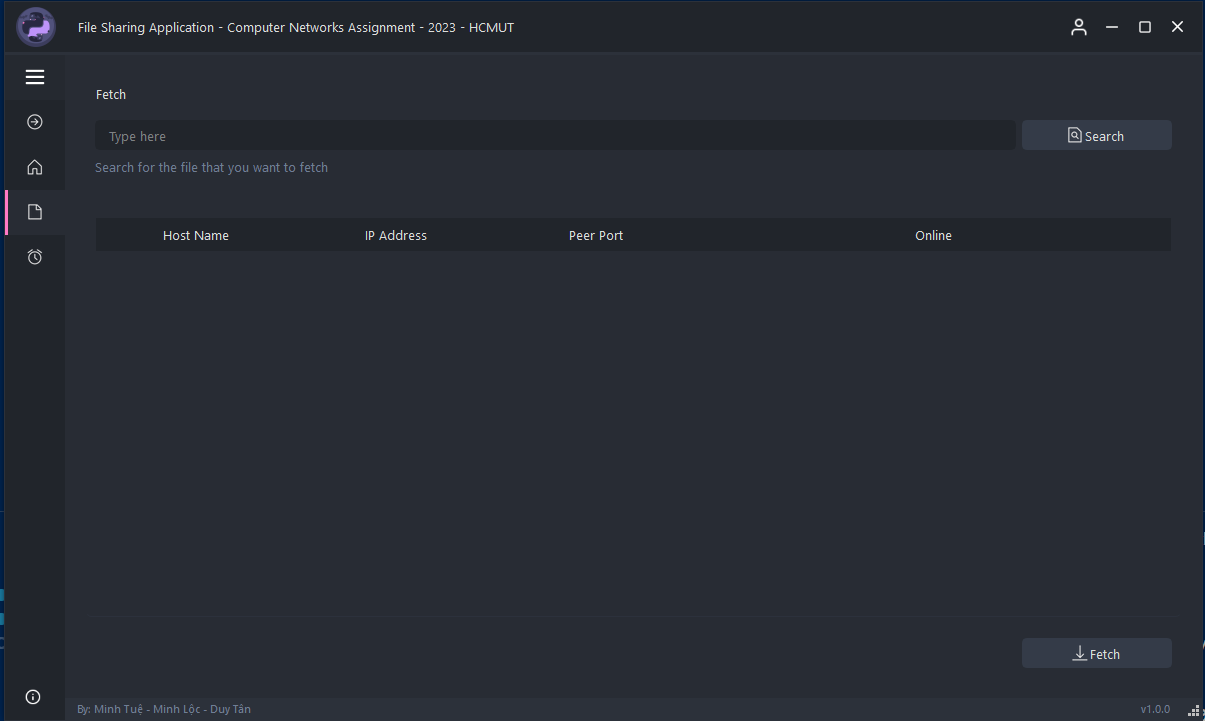 File Sharing Application - Computer Networks Assignment - 2023 - HCMUT
Fetch
Type here
Search
Search for the file that you want to fetch
Host Name IP Address Peer Port Online
Fetch
By: Minh Tuệ - Minh Lộc - Duy Tân
v1.0.0